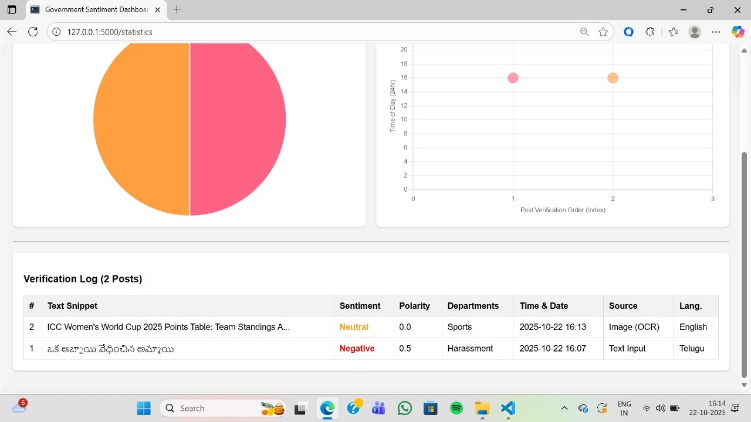 Government Sentiment Dashboar
127.0.0.1:5000/statistics
20
18
16
14
12
10
8
6
4
2
0
Time of Day (24hr)
0 1 2 3
Post Verification Order (Index)
Verification Log (2 Posts)
# Text Snippet Sentiment Polarity Departments Time & Date Source Lang.
2 ICC Women's World Cup 2025 Points Table: Team Standings A... Neutral 0.0 Sports 2025-10-22 16:13 Image (OCR) English
1 ఒక అబ్బాయి వేధించిన అమ్మాయి Negative 0.5 Harassment 2025-10-22 16:07 Text Input Telugu
6
Search
ENG
IN
16:14
22-10-2025